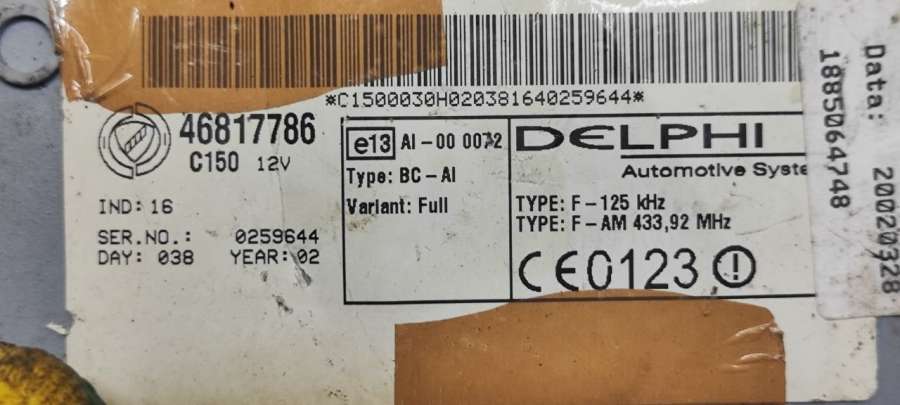 *C1500030H020381640259644*
46817786
C150 12V
IND: 16
SER.NO.: 0259644
DAY: 038 YEAR: 02
e13 AI-00 0072
Type: BC-AI
Variant: Full
DELPHI
Automotive Syste
TYPE: F-125 kHz
TYPE: F-AM 433,92 MHz
CE0123
Data: 20020328
1885064748